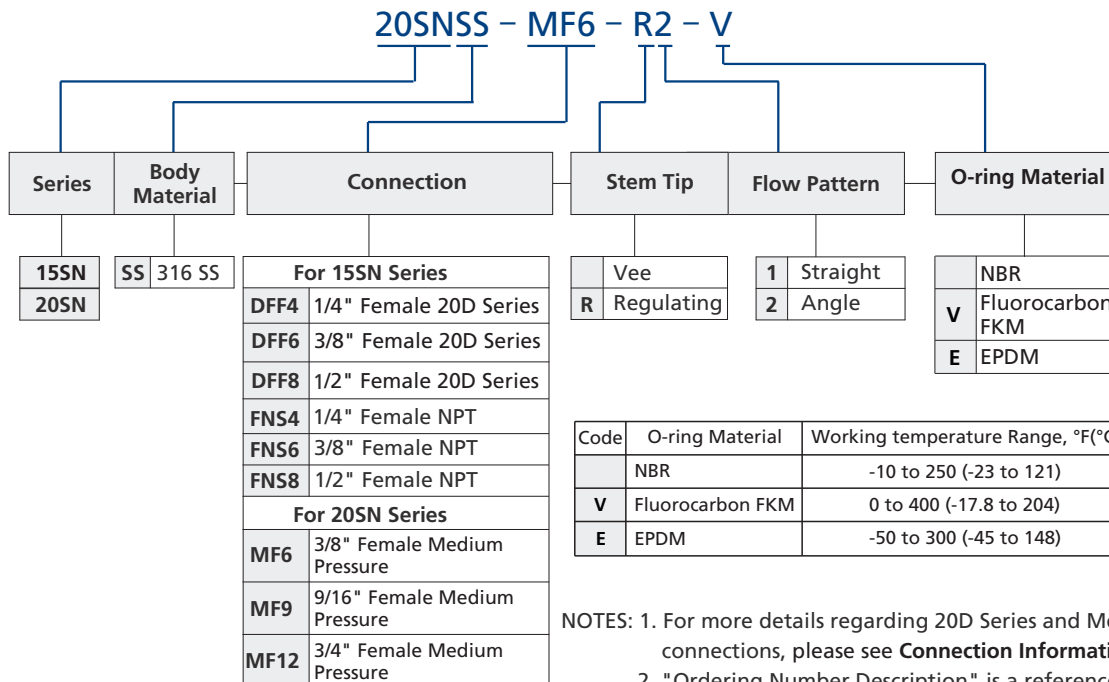 20SNSS – MF6 – R2 – V
Series
Body Material
Connection
Stem Tip
Flow Pattern
O-ring Material
15SN
20SN
SS 316 SS
For 15SN Series
DFF4 1/4" Female 20D Series
DFF6 3/8" Female 20D Series
DFF8 1/2" Female 20D Series
FNS4 1/4" Female NPT
FNS6 3/8" Female NPT
FNS8 1/2" Female NPT
For 20SN Series
MF6 3/8" Female Medium Pressure
MF9 9/16" Female Medium Pressure
MF12 3/4" Female Medium Pressure
Vee
R Regulating
1 Straight
2 Angle
NBR
V Fluorocarbon FKM
E EPDM
Code O-ring Material Working temperature Range, °F(°C
NBR -10 to 250 (-23 to 121)
V Fluorocarbon FKM 0 to 400 (-17.8 to 204)
E EPDM -50 to 300 (-45 to 148)
NOTES: 1. For more details regarding 20D Series and
connections, please see Connection
2. "Ordering Number Description" is a reference